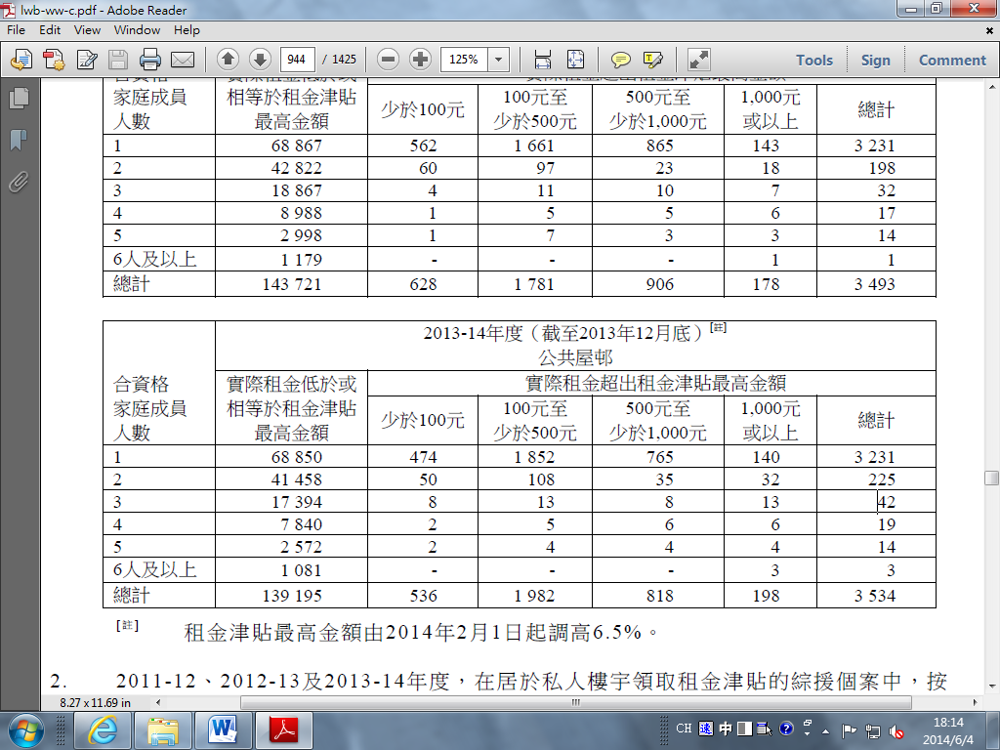 lwb-ww-c.pdf - Adobe Reader
File Edit View Window Help
944 / 1425 125% Tools Sign Comment
家庭成員 相等於租金津貼 少於100元 100元至 500元至 1,000元 總計
人數 最高金額 少於500元 少於1,000元 或以上
1 68 867 562 1 661 865 143 3 231
2 42 822 60 97 23 18 198
3 18 867 4 11 10 7 32
4 8 988 1 5 5 6 17
5 2 998 1 7 3 3 14
6人及以上 1 179 - - - 1 1
總計 143 721 628 1 781 906 178 3 493
2013-14年度（截至2013年12月底）[註]
公共屋邨
合資格 實際租金低於或 實際租金超出租金津貼最高金額
家庭成員 相等於租金津貼 少於100元 100元至 500元至 1,000元 總計
人數 最高金額 少於500元 少於1,000元 或以上
1 68 850 474 1 852 765 140 3 231
2 41 458 50 108 35 32 225
3 17 394 8 13 8 13 42
4 7 840 2 5 6 6 19
5 2 572 2 4 4 4 14
6人及以上 1 081 - - - 3 3
總計 139 195 536 1 982 818 198 3 534
[註] 租金津貼最高金額由2014年2月1日起調高6.5%。
2. 2011-12、2012-13及2013-14年度，在居於私人樓宇領取租金津貼的綜援個案中，按
8.27 x 11.69 in
CH 中 18:14
2014/6/4